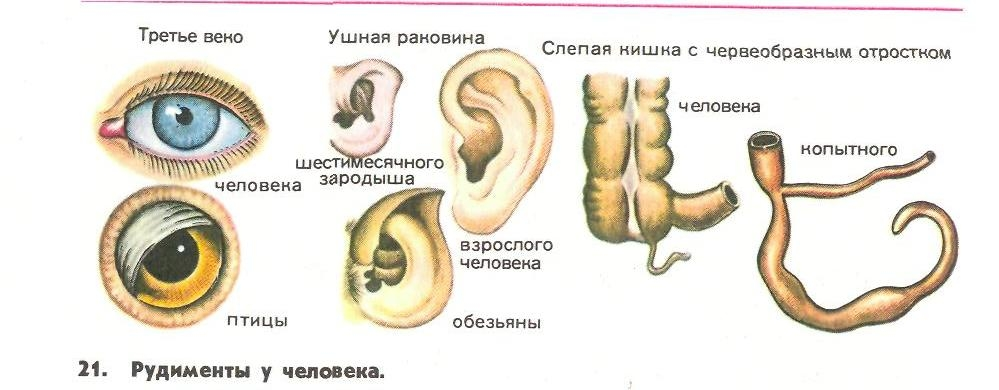 Третье веко
Ушная раковина
Слепая кишка с червеобразным отростком
человека
птицы
шестимесячного
зародыша
взрослого
человека
обезьяны
человека
копытного
21. Рудименты у человека.